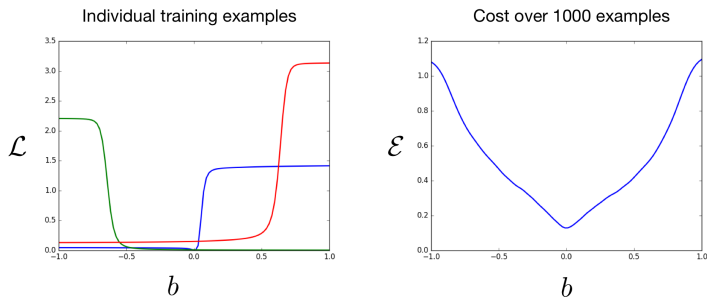 Individual training examples
Cost over 1000 examples
3.5
3.0
2.5
2.0
1.5
1.0
0.5
0.0
ℒ
−1.0 −0.5 0.0 0.5 1.0
b
1.2
1.0
0.8
0.6
0.4
0.2
0.0
ℰ
−1.0 −0.5 0.0 0.5 1.0
b